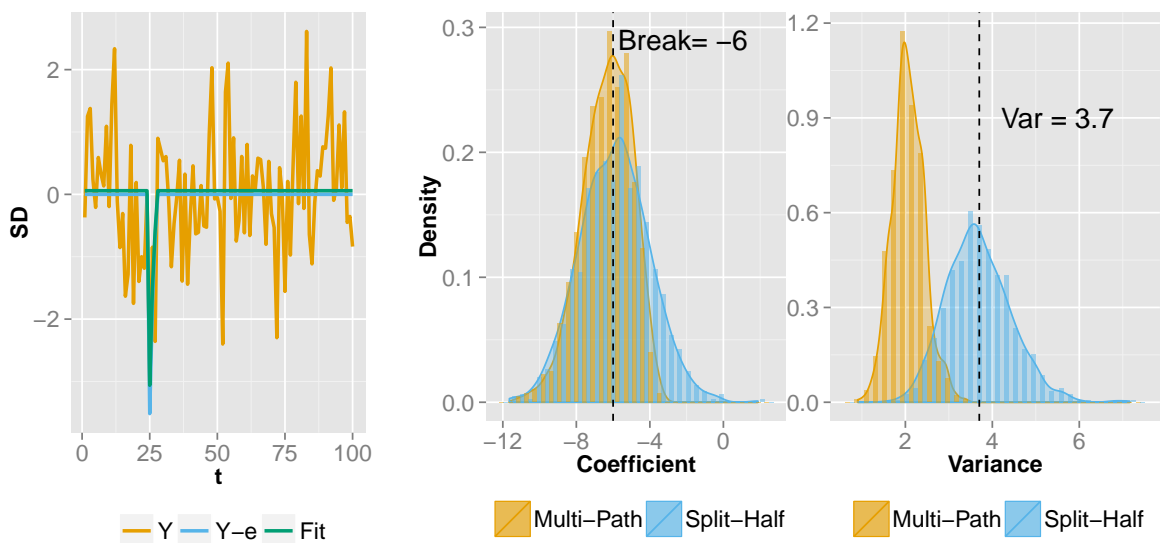 SD
2
0
−2
0
25
50
75
100
t
Y
Y−e
Fit
Density
0.3
0.2
0.1
0.0
Break= −6
−12
−8
−4
0
Coefficient
Multi−Path
Split−Half
1.2
0.9
0.6
0.3
0.0
Var = 3.7
2
4
6
Variance
Multi−Path
Split−Half